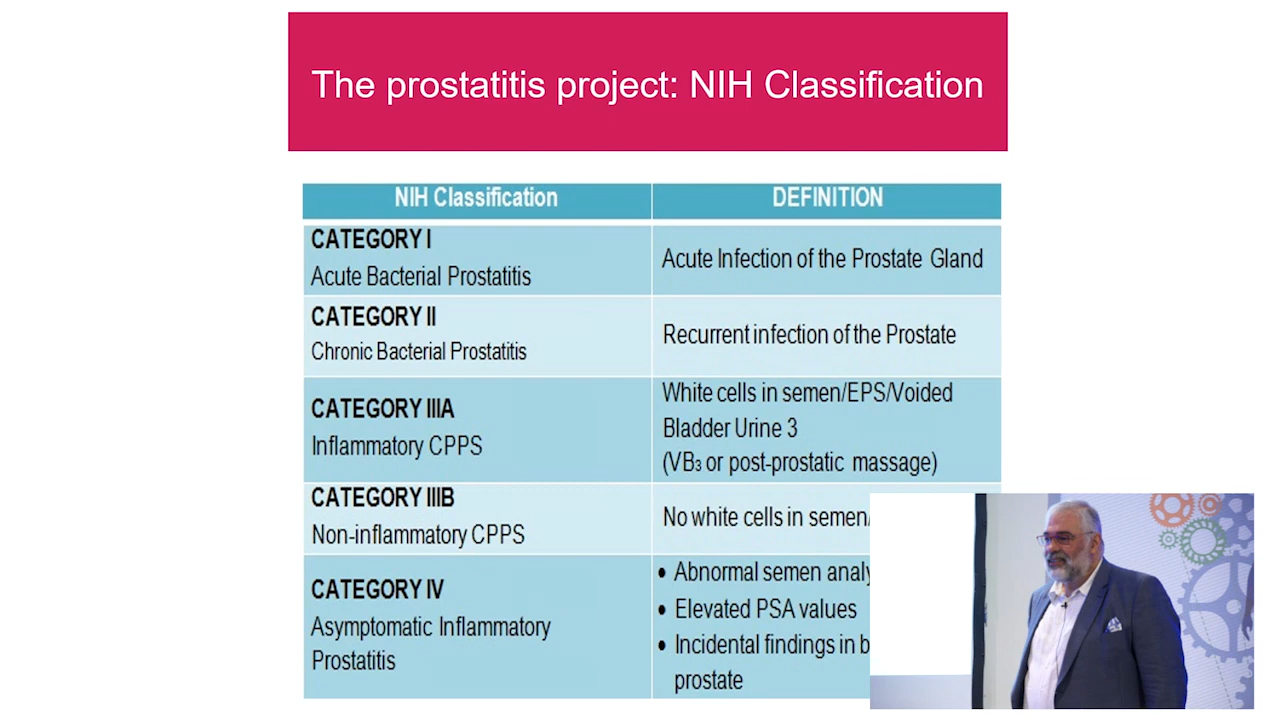 The prostatitis project: NIH Classification
NIH Classification
DEFINITION
CATEGORY I
Acute Bacterial Prostatitis
Acute Infection of the Prostate Gland
CATEGORY II
Chronic Bacterial Prostatitis
Recurrent infection of the Prostate
CATEGORY IIIA
Inflammatory CPPS
White cells in semen/EPS/Voided
Bladder Urine 3
(VB₃ or post-prostatic massage)
CATEGORY IIIB
Non-inflammatory CPPS
No white cells in semen/
CATEGORY IV
Asymptomatic Inflammatory
Prostatitis
• Abnormal semen
• Elevated PSA values
• Incidental findings in
prostate